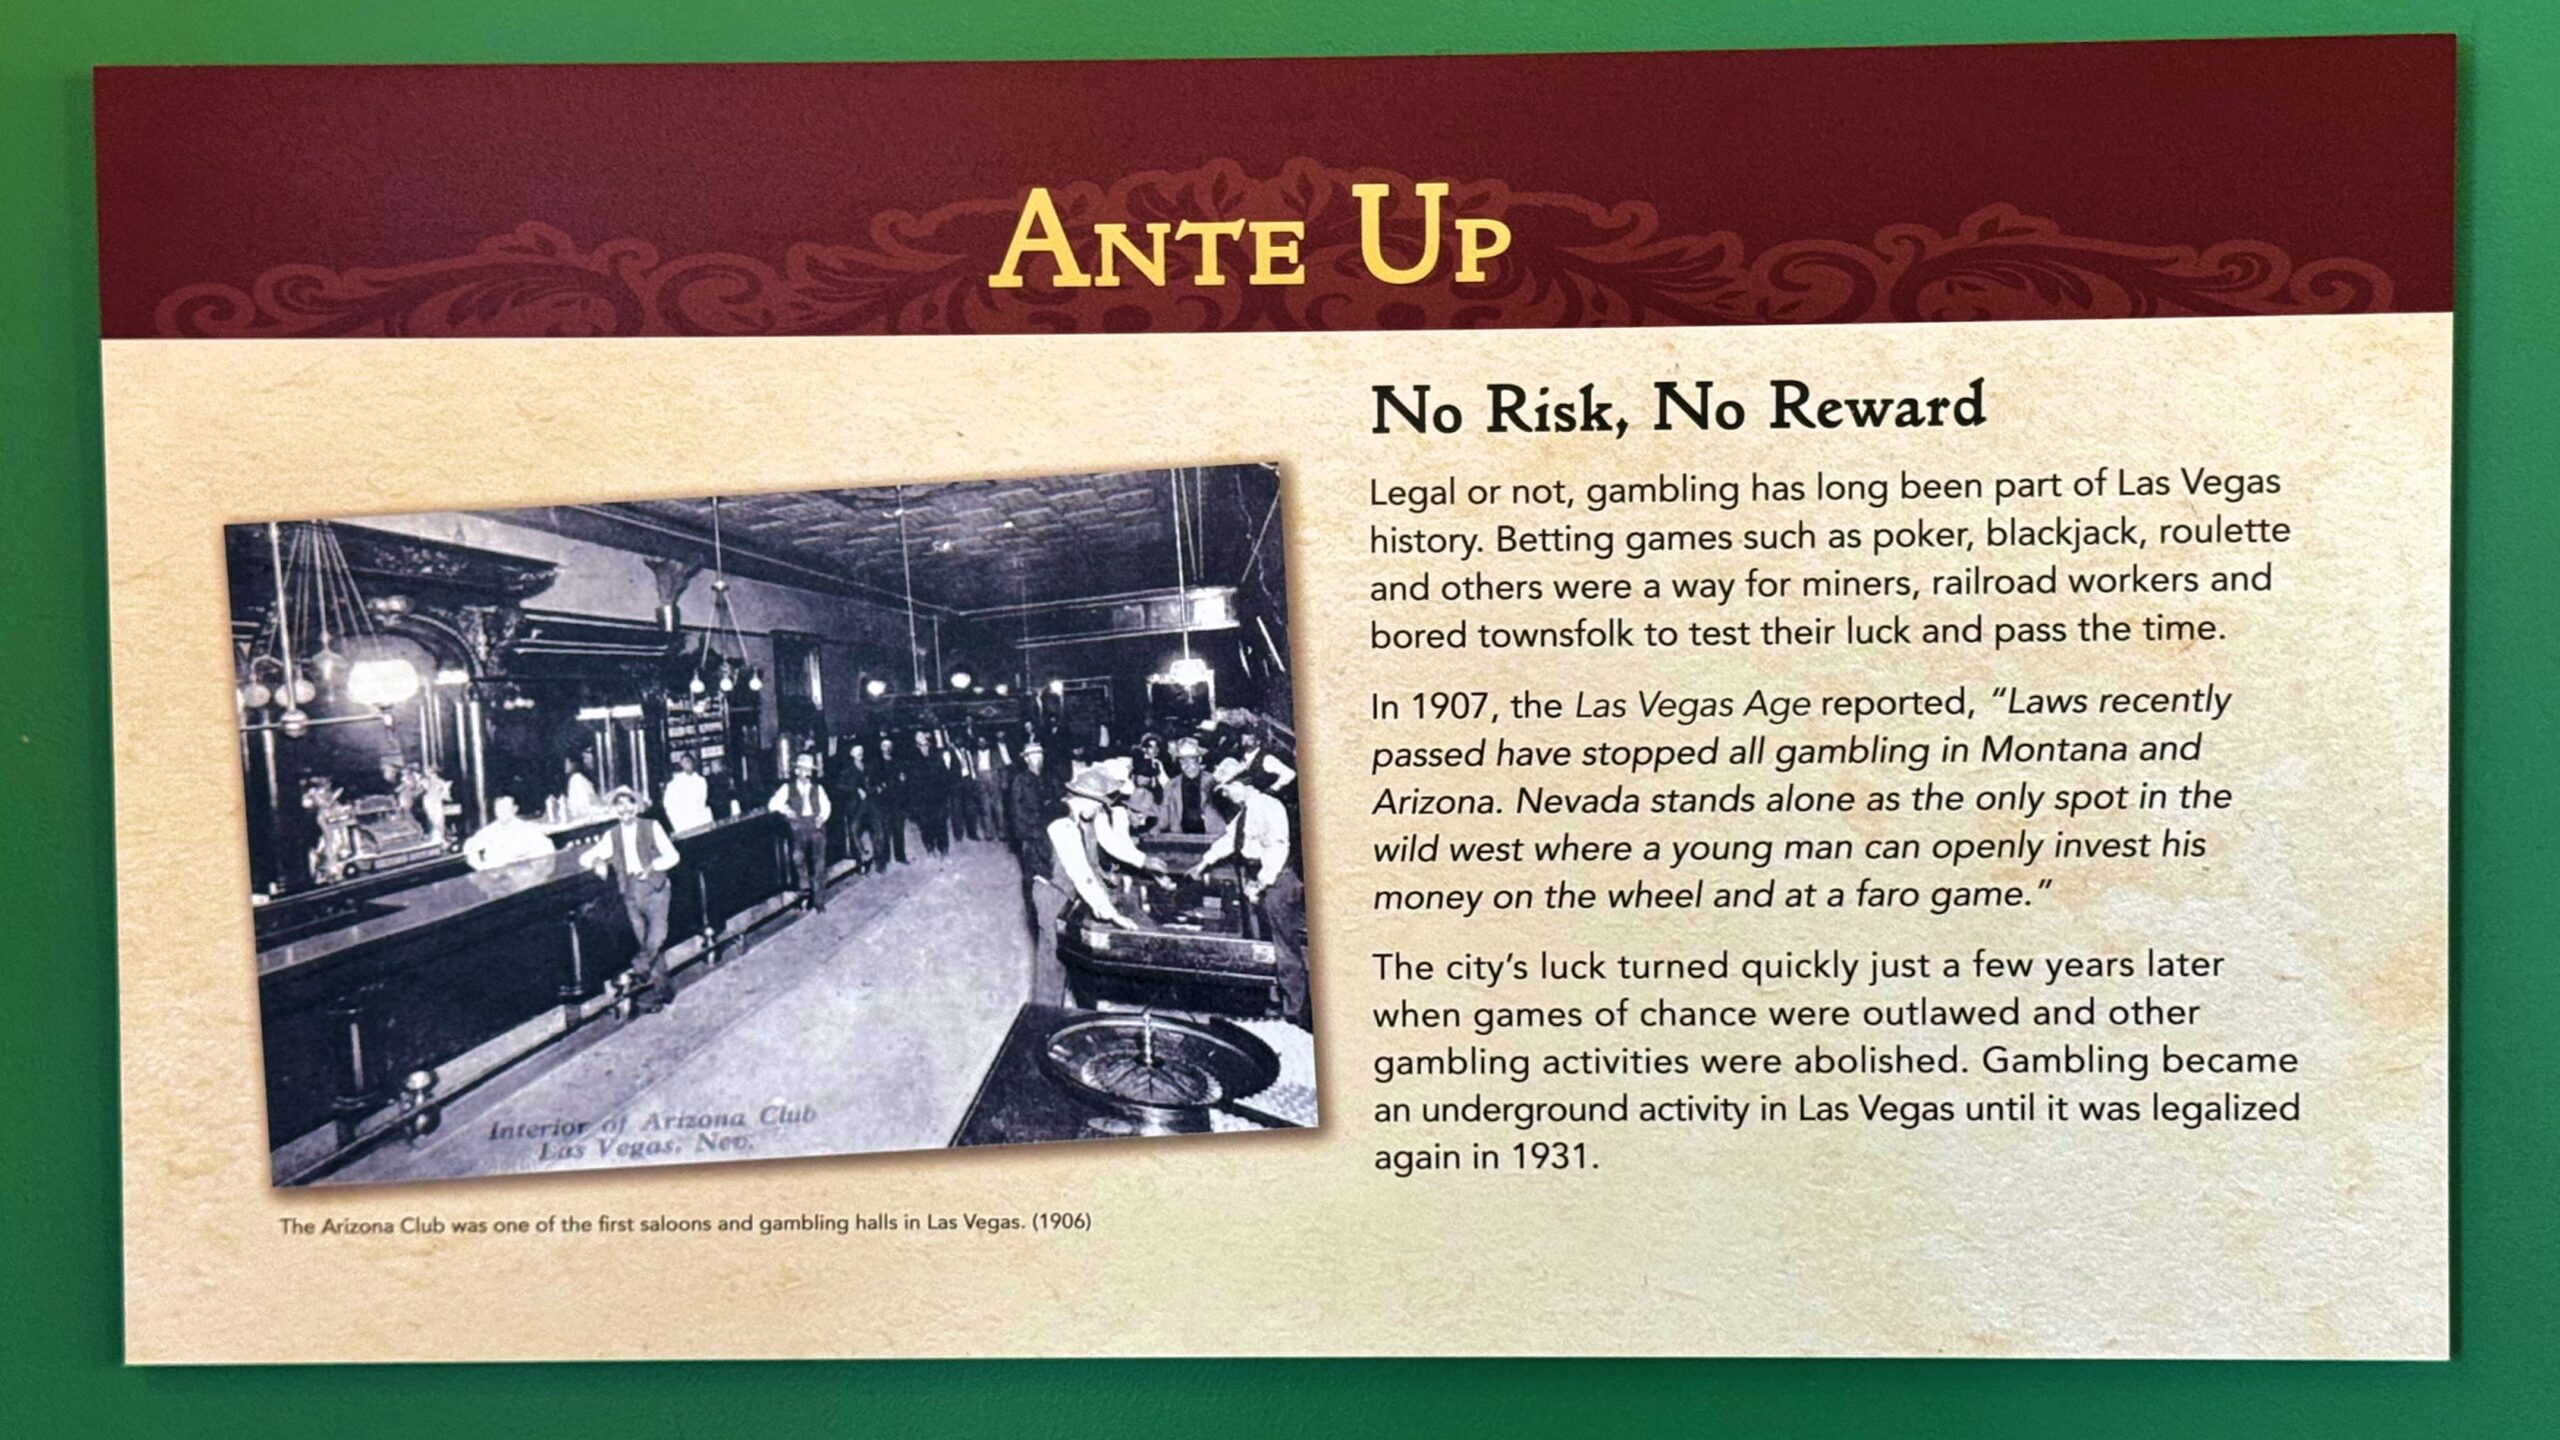 Ante Up
No Risk, No Reward
Legal or not, gambling has long been part of Las Vegas
history. Betting games such as poker, blackjack, roulette
and others were a way for miners, railroad workers and
bored townsfolk to test their luck and pass the time.
In 1907, the Las Vegas Age reported, “Laws recently
passed have stopped all gambling in Montana and
Arizona. Nevada stands alone as the only spot in the
wild west where a young man can openly invest his
money on the wheel and at a faro game.”
The city’s luck turned quickly just a few years later
when games of chance were outlawed and other
gambling activities were abolished. Gambling became
an underground activity in Las Vegas until it was legalized
again in 1931.
Interior of Arizona Club
Las Vegas, Nev.
The Arizona Club was one of the first saloons and gambling halls in Las Vegas. (1906)